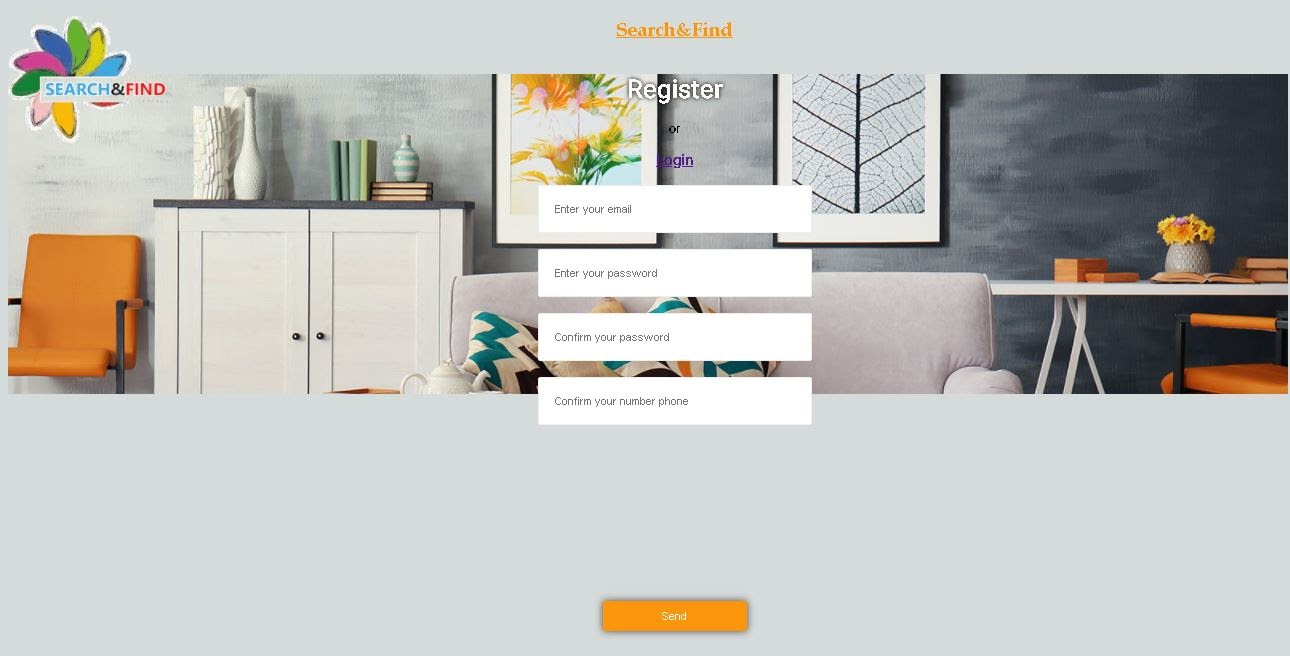 Search&Find
SEARCH&FIND
Register
or
Login
Enter your email
Enter your password
Confirm your password
Confirm your number phone
Send